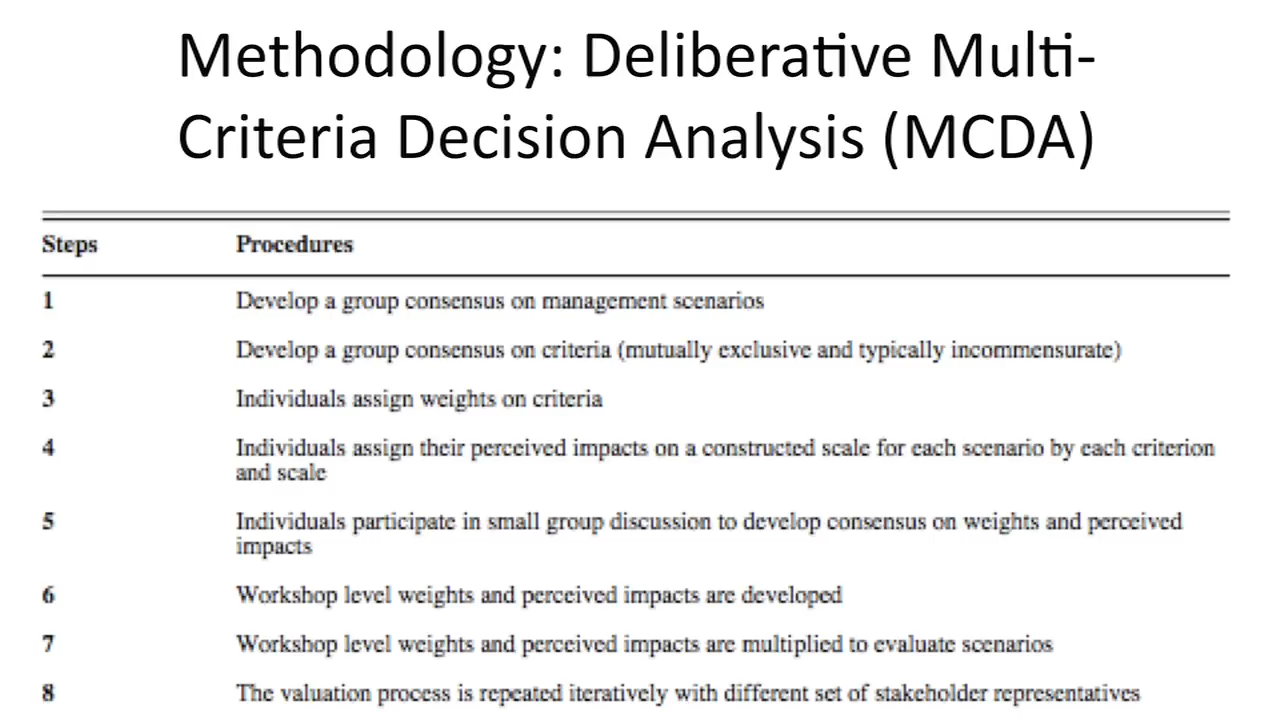 Methodology: Deliberative Multi-
Criteria Decision Analysis (MCDA)
Steps Procedures
1 Develop a group consensus on management scenarios
2 Develop a group consensus on criteria (mutually exclusive and typically incommensurate)
3 Individuals assign weights on criteria
4 Individuals assign their perceived impacts on a constructed scale for each scenario by each criterion
and scale
5 Individuals participate in small group discussion to develop consensus on weights and perceived
impacts
6 Workshop level weights and perceived impacts are developed
7 Workshop level weights and perceived impacts are multiplied to evaluate scenarios
8 The valuation process is repeated iteratively with different set of stakeholder representatives